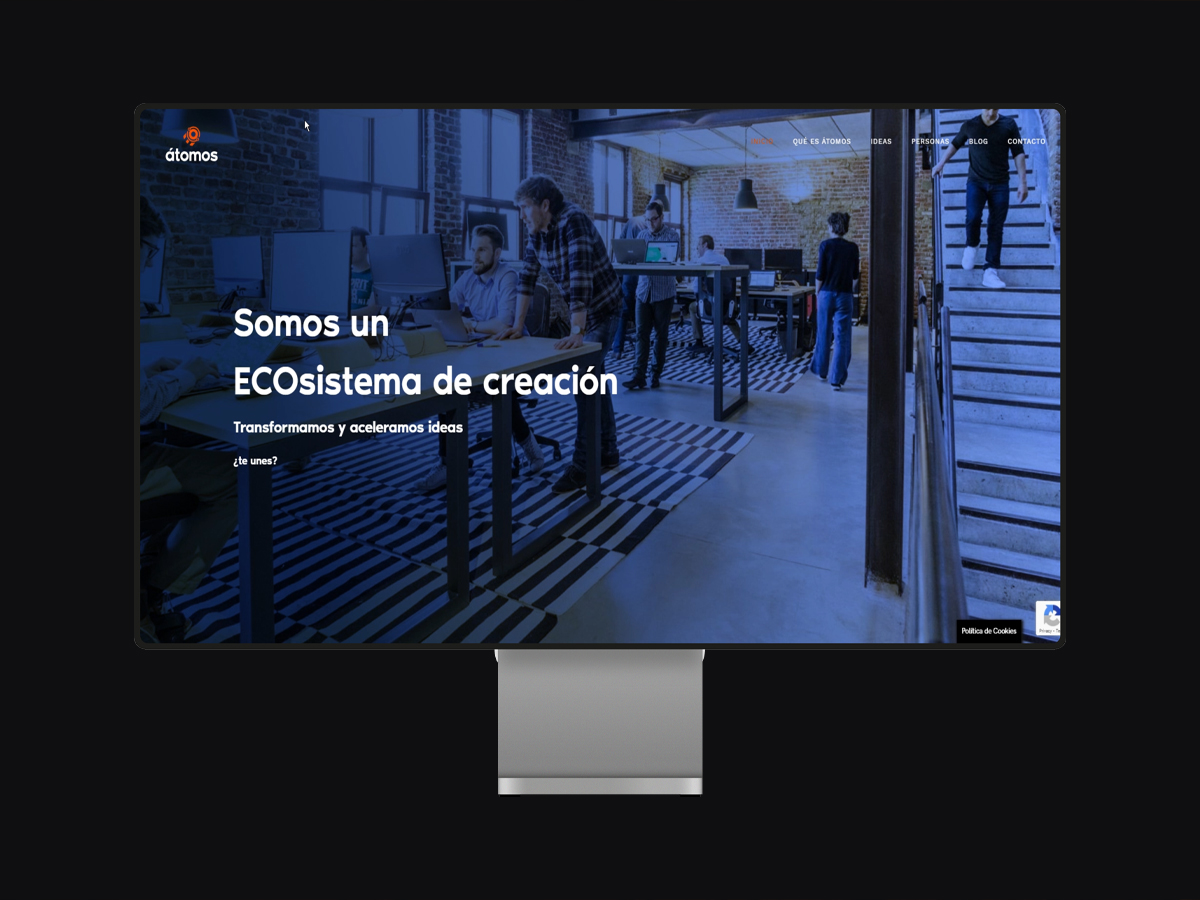 átomos
QUÉ ES ÁTOMOS IDEAS PERSONAS BLOG CONTACTO
Somos un
ECOsistema de creación
Transformamos y aceleramos ideas
¿te unes?
Política de Cookies